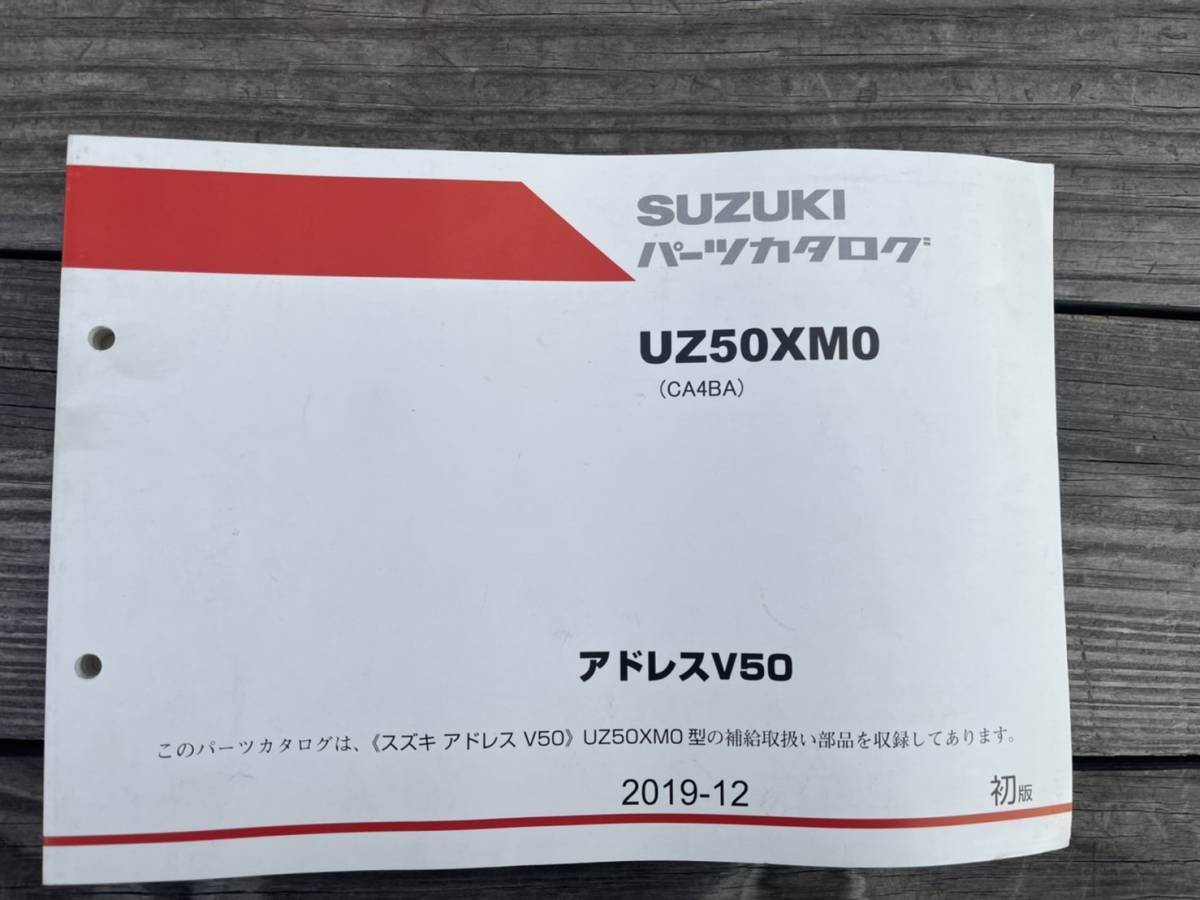 SUZUKI
パーツカタログ
UZ50XM0
（CA4BA）
アドレスV50
このパーツカタログは、《スズキ アドレス V50》UZ50XM0 型の補給取扱い部品を収録してあります。
2019-12
初版